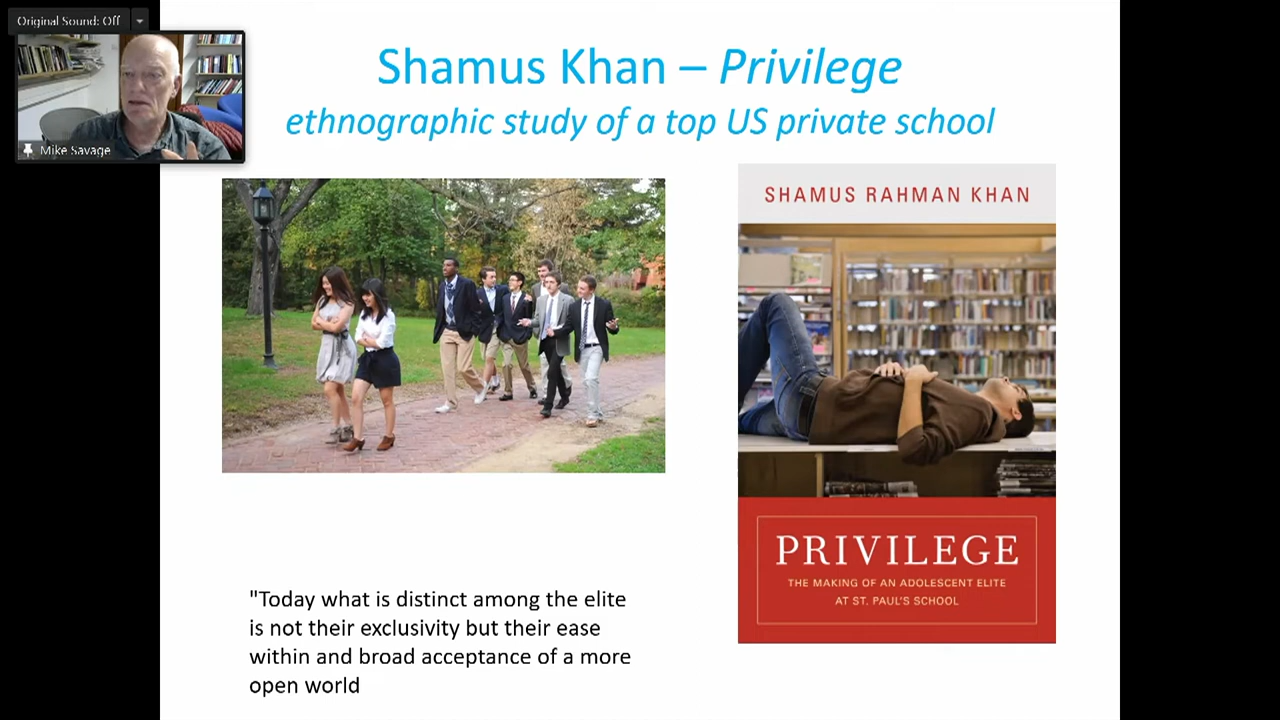 Original Sound: Off
Mike Savage
Shamus Khan – Privilege
ethnographic study of a top US private school
SHAMUS RAHMAN KHAN
PRIVILEGE
THE MAKING OF AN ADOLESCENT ELITE
AT ST. PAUL'S SCHOOL
"Today what is distinct among the elite
is not their exclusivity but their ease
within and broad acceptance of a more
open world